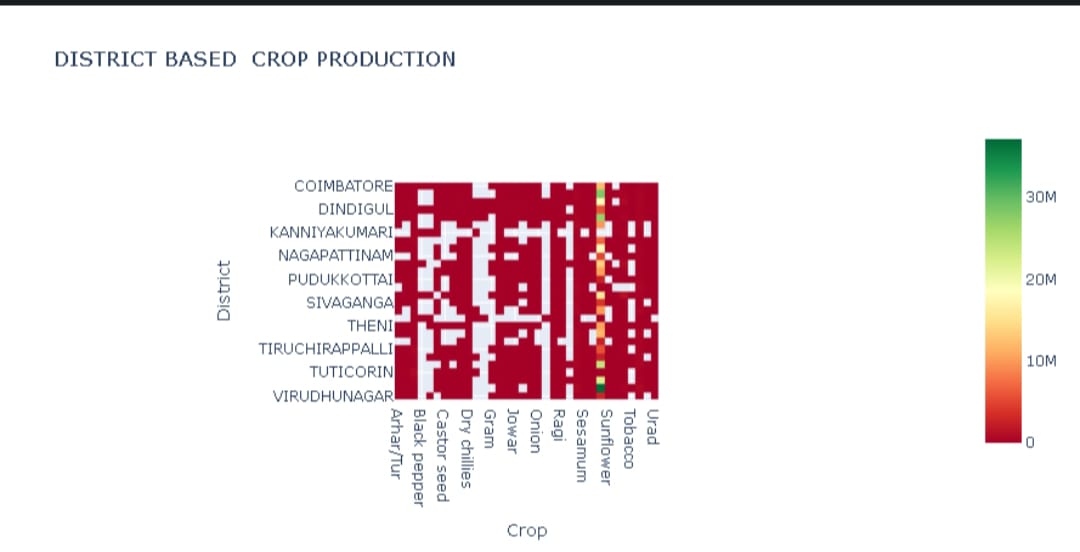 DISTRICT BASED  CROP PRODUCTION
30M
20M
10M
0
District
COIMBATORE
DINDIGUL
KANNIYAKUMARI
NAGAPATTINAM
PUDUKKOTTAI
SIVAGANGA
THENI
TIRUCHIRAPPALLI
TUTICORIN
VIRUDHUNAGAR
Arhar/Tur
Black pepper
Castor seed
Dry chillies
Gram
Jowar
Onion
Ragi
Sesamum
Sunflower
Tobacco
Urad
Crop